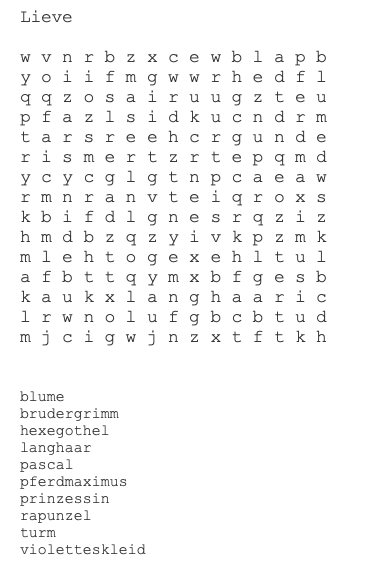 Lieve
w v n r b z x c e w b l a p b
y o i i f m g w w r h e d f l
q q z o s a i r u u g z t e u
p f a z l s i d k u c n d r m
t a r s r e e h c r g u n d e
r i s m e r t z r t e p q m d
y c y c g l g t n p c a e a w
r m n r a n v t e i q r o x s
k b i f d l g n e s r q z i z
h m d b z q z y i v k p z m k
m l e h t o g e x e h l t u l
a f b t t q y m x b f g e s b
k a u k x l a n g h a a r i c
l r w n o l u f g b c b t u d
m j c i g w j n z x t f t k h
blume
brudergrimm
hexegothel
langhaar
pascal
pferdmaximus
prinzessin
rapunzel
turm
violetteskleid